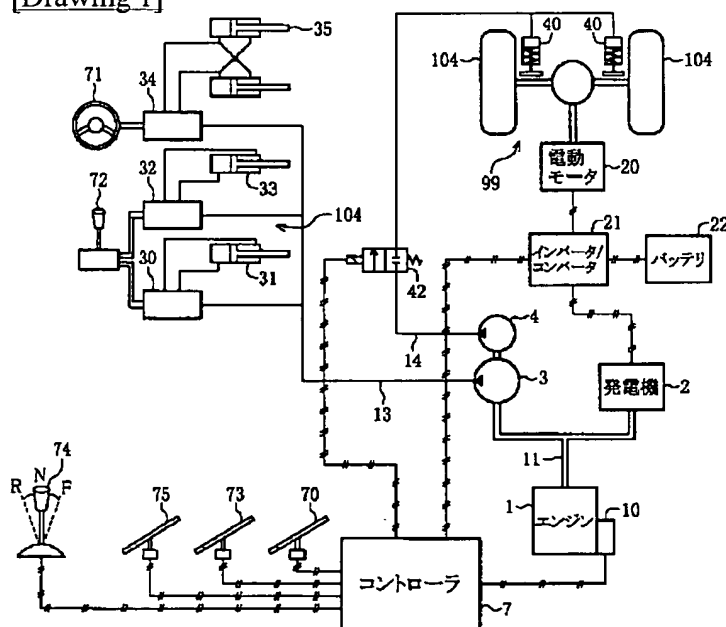 [Drawing 1]
35
40
40
71
34
104
104
32
33
電動
モータ
20
99
72
104
21
22
30
31
42
インバータ/
コンバータ
バッテリ
4
14
3
発電機
2
13
11
74
R
N
F
75
73
70
1
エンジン
10
コントローラ
7